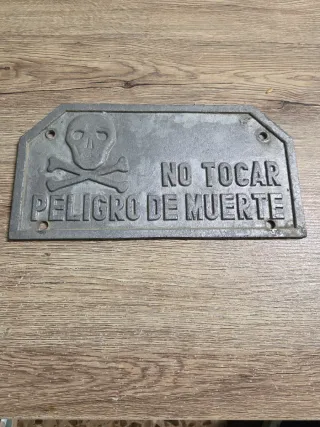 NO TOCAR
PELIGRO DE MUERTE